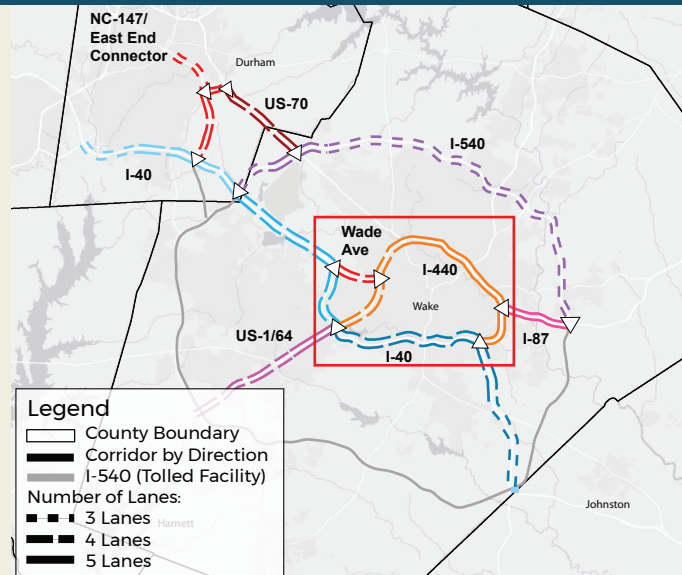 NC-147/
East End
Connector
Durham
US-70
I-540
I-40
Wade
Ave
I-440
Wake
I-87
US-1/64
I-40
Legend
County Boundary
Corridor by Direction
I-540 (Tolled Facility)
Number of Lanes:
3 Lanes
Harnett
4 Lanes
5 Lanes
Johnston